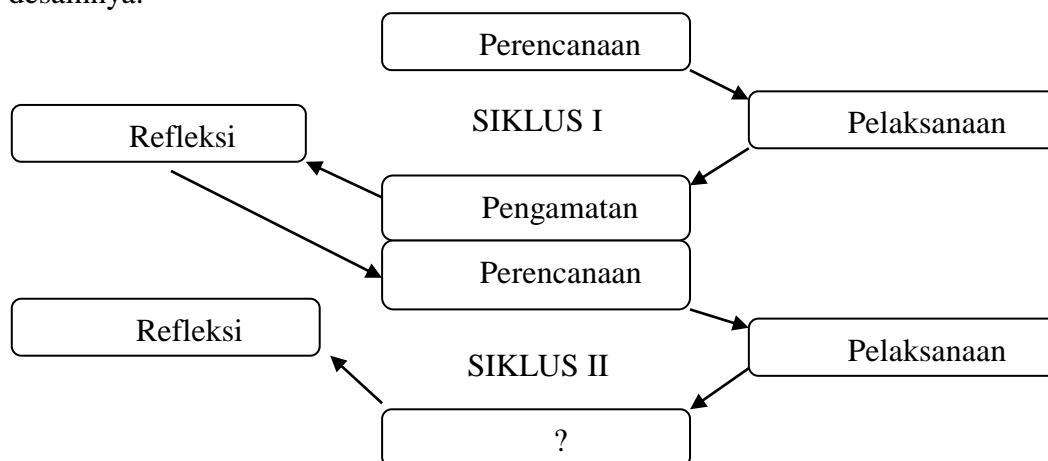 desainnya.
Perencanaan
SIKLUS I
Pelaksanaan
Refleksi
Pengamatan
Perencanaan
Refleksi
Pelaksanaan
SIKLUS II
?